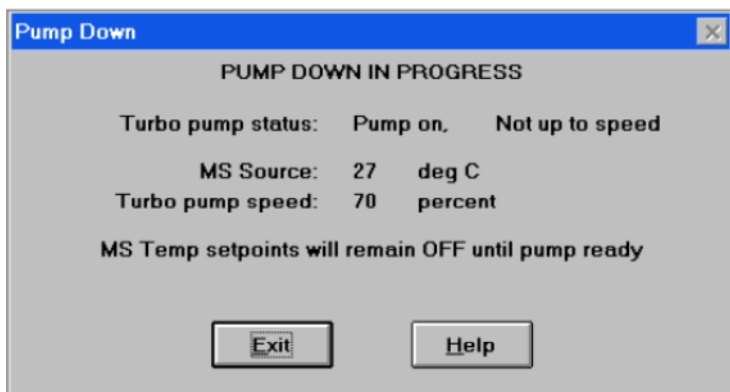 Pump Down
PUMP DOWN IN PROGRESS
Turbo pump status: Pump on, Not up to speed
MS Source: 27 deg C
Turbo pump speed: 70 percent
MS Temp setpoints will remain OFF until pump ready
Exit Help